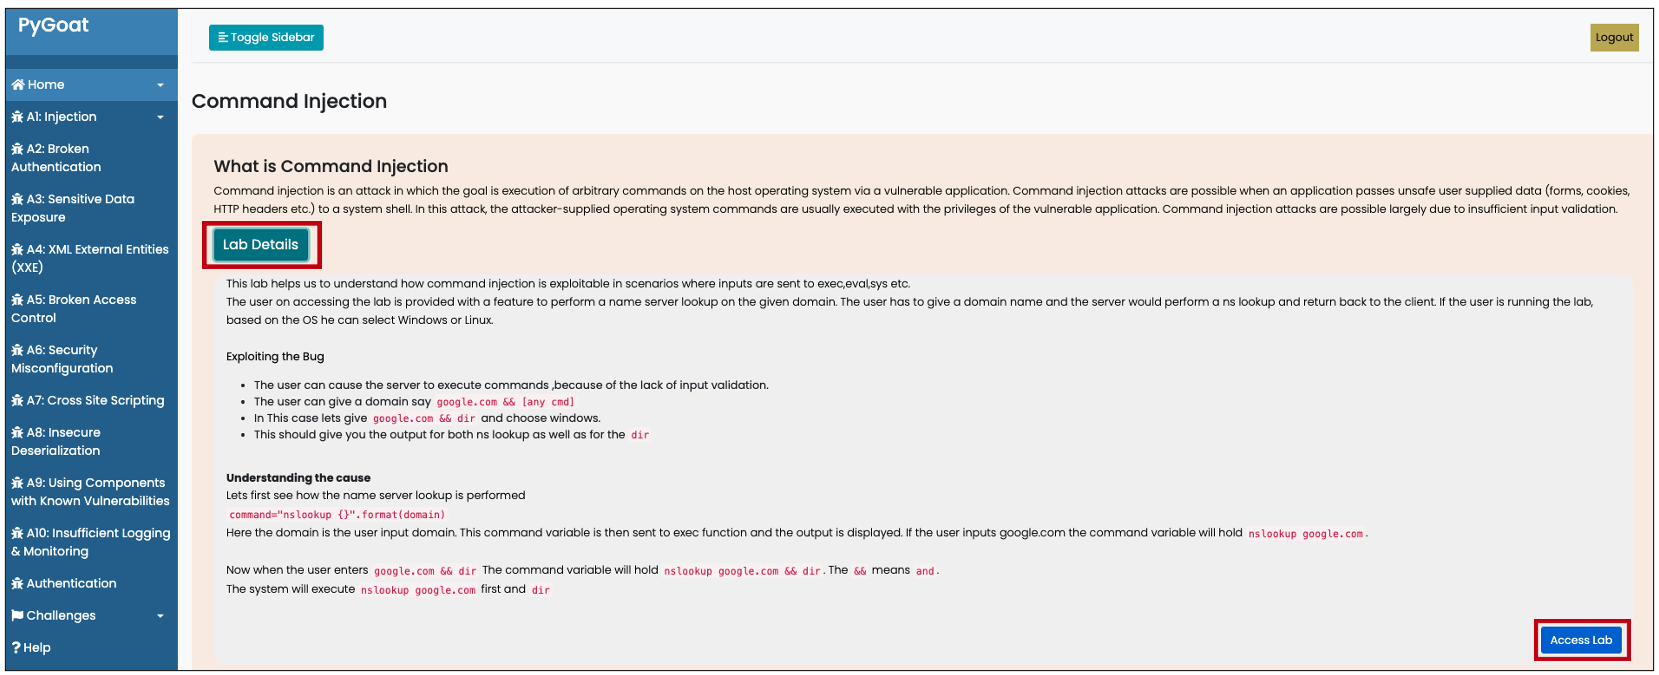 PyGoat
Toggle Sidebar
Logout
Home
A1: Injection
A2: Broken
Authentication
A3: Sensitive Data
Exposure
A4: XML External Entities
(XXE)
A5: Broken Access
Control
A6: Security
Misconfiguration
A7: Cross Site Scripting
A8: Insecure
Deserialization
A9: Using Components
with Known Vulnerabilities
A10: Insufficient Logging
& Monitoring
Authentication
Challenges
? Help
Command Injection
What is Command Injection
Command injection is an attack in which the goal is execution of arbitrary commands on the host operating system via a vulnerable application. Command injection attacks are possible when an application passes unsafe user supplied data (forms, cookies,
HTTP headers etc.) to a system shell. In this attack, the attacker-supplied operating system commands are usually executed with the privileges of the vulnerable application. Command injection attacks are possible largely due to insufficient input validation.
Lab Details
This lab helps us to understand how command injection is exploitable in scenarios where inputs are sent to exec,eval,sys etc.
The user on accessing the lab is provided with a feature to perform a name server lookup on the given domain. The user has to give a domain name and the server would perform a ns lookup and return back to the client. If the user is running the lab,
based on the OS he can select Windows or Linux.
Exploiting the Bug
• The user can cause the server to execute commands ,because of the lack of input validation.
• The user can give a domain say google.com && [any cmd]
• In This case lets give google.com && dir and choose windows.
• This should give you the output for both ns lookup as well as for the dir
Understanding the cause
Lets first see how the name server lookup is performed
command="nslookup {}".format(domain)
Here the domain is the user input domain. This command variable is then sent to exec function and the output is displayed. If the user inputs google.com the command variable will hold nslookup google.com.
Now when the user enters google.com && dir The command variable will hold nslookup google.com && dir. The && means and.
The system will execute nslookup google.com first and dir
Access Lab